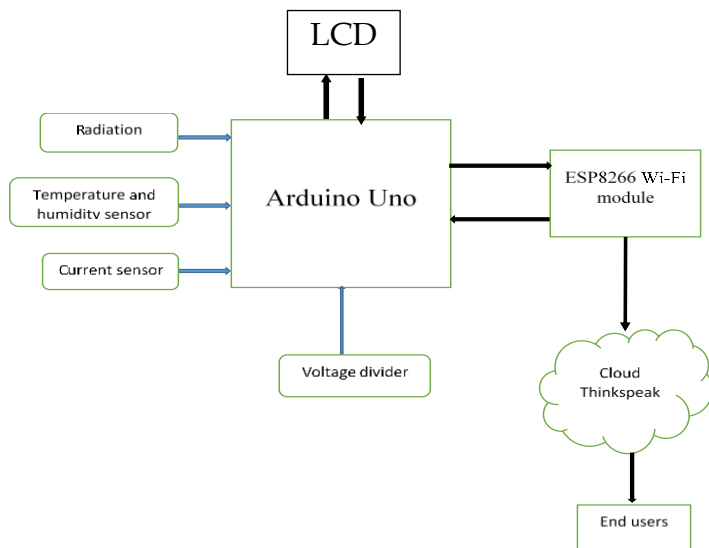 LCD
Radiation
Temperature and
humidity sensor
Current sensor
Arduino Uno
ESP8266 Wi-Fi
module
Voltage divider
Cloud
Thinkspeak
End users